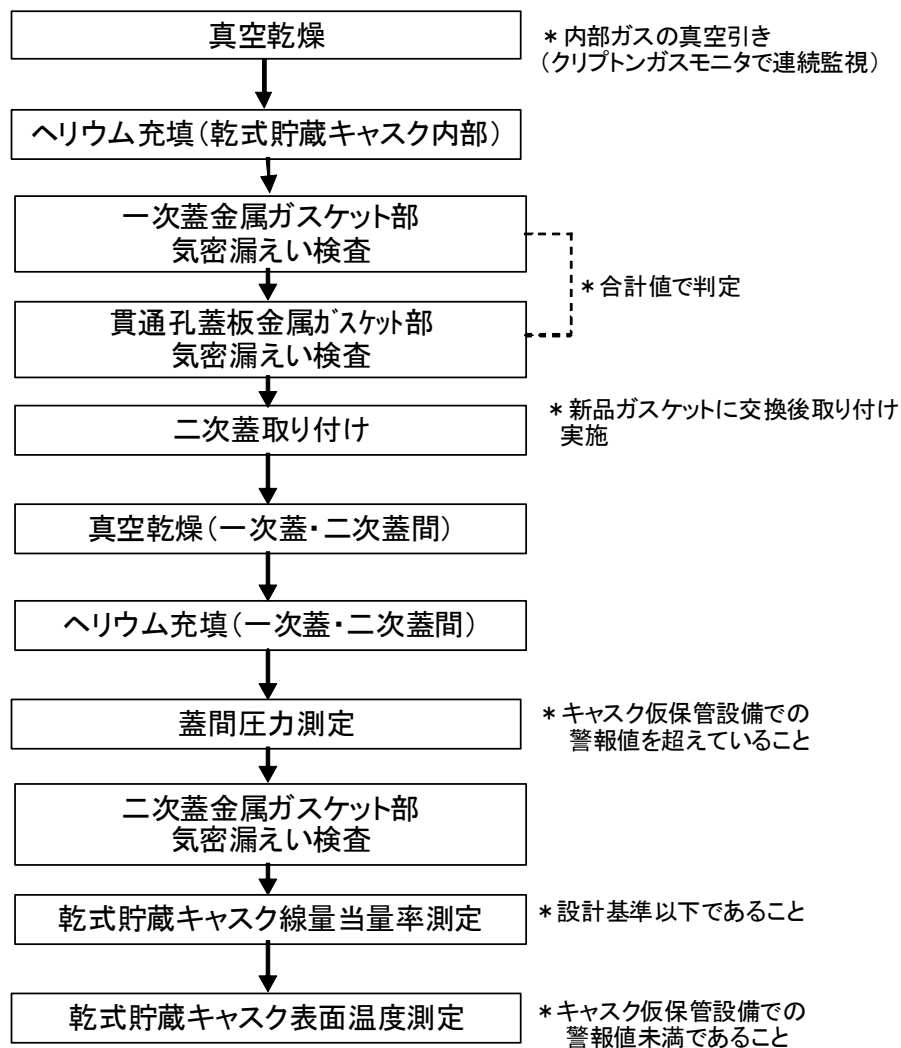 真空乾燥
＊内部ガスの真空引き
（クリプトンガスモニタで連続監視）
ヘリウム充填（乾式貯蔵キャスク内部）
一次蓋金属ガスケット部
気密漏えい検査
＊合計値で判定
貫通孔蓋板金属ガスケット部
気密漏えい検査
二次蓋取り付け
＊新品ガスケットに交換後取り付け
実施
真空乾燥（一次蓋・二次蓋間）
ヘリウム充填（一次蓋・二次蓋間）
蓋間圧力測定
＊キャスク仮保管設備での
警報値を超えていること
二次蓋金属ガスケット部
気密漏えい検査
乾式貯蔵キャスク線量当量率測定
＊設計基準以下であること
乾式貯蔵キャスク表面温度測定
＊キャスク仮保管設備での
警報値未満であること